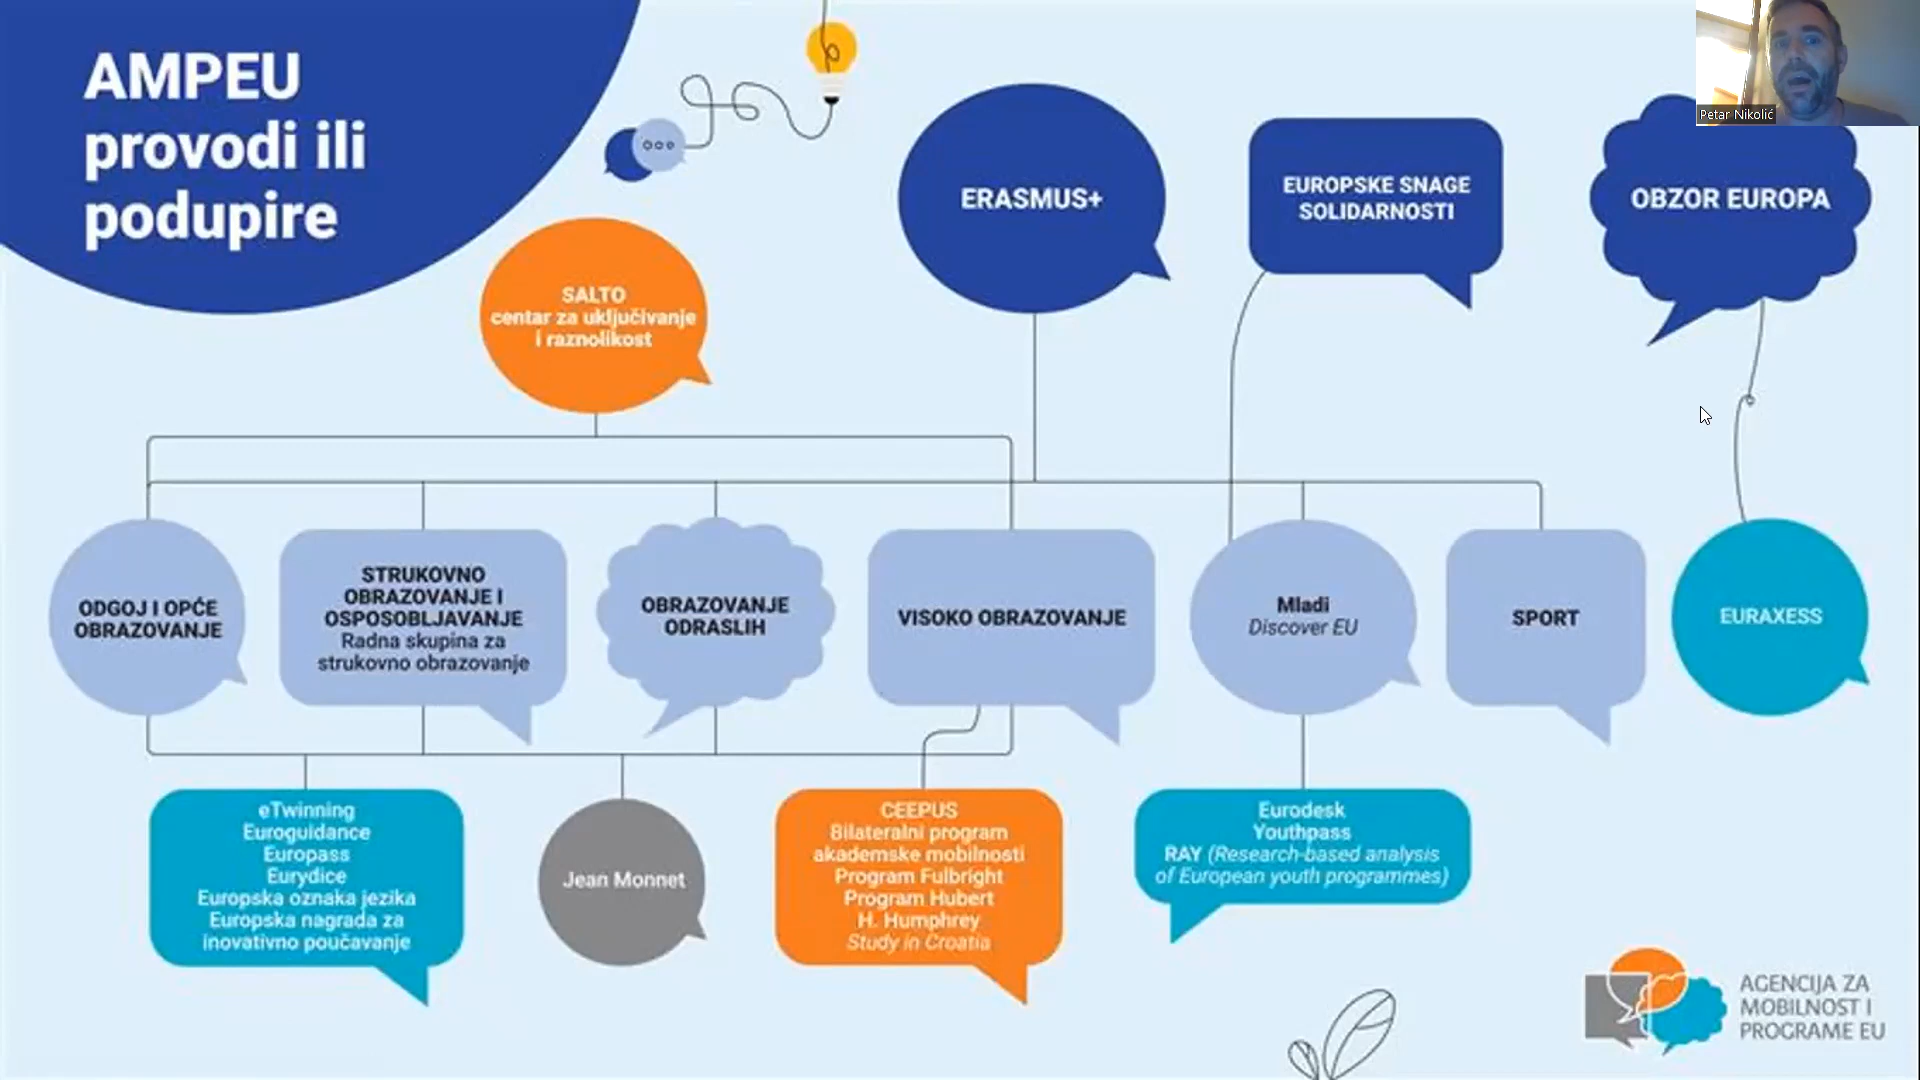 AMPEU
provodi ili
podupire
Petar Nikolić
ERASMUS+
EUROPSKE SNAGE
SOLIDARNOSTI
OBZOR EUROPA
SALTO
centar za uključivanje
i raznolikost
ODGOJ I OPĆE
OBRAZOVANJE
STRUKOVNO
OBRAZOVANJE I
OSPOSOBLJAVANJE
Radna skupina za
strukovno obrazovanje
OBRAZOVANJE
ODRASLIH
VISOKO OBRAZOVANJE
Mladi
Discover EU
SPORT
EURAXESS
eTwinning
Euroguidance
Europass
Eurydice
Europska oznaka jezika
Europska nagrada za
inovativno poučavanje
Jean Monnet
CEEPUS
Bilateralni program
akademske mobilnosti
Program Fulbright
Program Hubert
H. Humphrey
Study in Croatia
Eurodesk
Youthpass
RAY (Research-based analysis
of European youth programmes)
AGENCIJA ZA
MOBILNOST I
PROGRAME EU